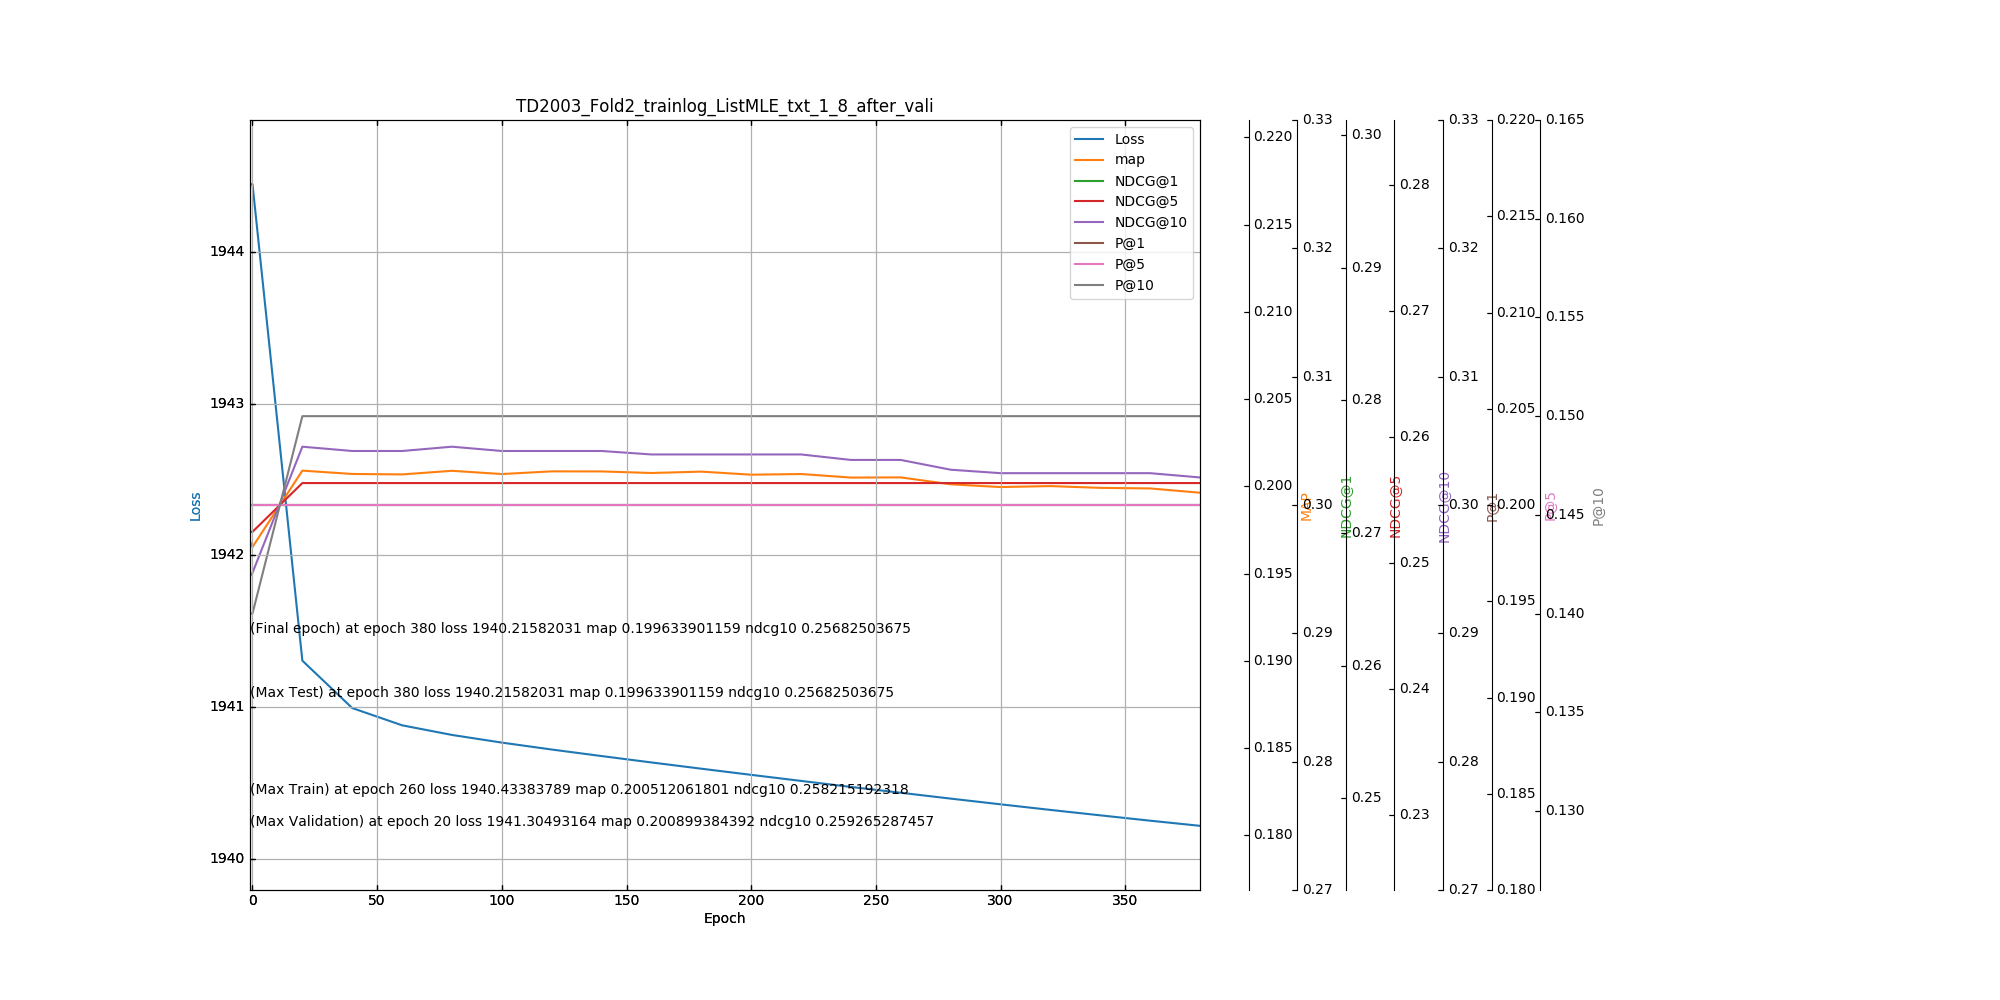 TD2003_Fold2_trainlog_ListMLE_txt_1_8_after_vali
Loss
map
NDCG@1
NDCG@5
NDCG@10
P@1
P@5
P@10
1944
1943
1942
1941
1940
Loss
(Final epoch) at epoch 380 loss 1940.21582031 map 0.199633901159 ndcg10 0.25682503675
(Max Test) at epoch 380 loss 1940.21582031 map 0.199633901159 ndcg10 0.25682503675
(Max Train) at epoch 260 loss 1940.43383789 map 0.200512061801 ndcg10 0.258215192318
(Max Validation) at epoch 20 loss 1941.30493164 map 0.200899384392 ndcg10 0.259265287457
0 50 100 150 200 250 300 350
Epoch
0.220
0.215
0.210
0.205
0.200
0.195
0.190
0.185
0.180
MAP
0.33
0.32
0.31
0.30
0.29
0.28
0.27
NDCG@1
0.30
0.29
0.28
0.27
0.26
0.25
NDCG@5
0.28
0.27
0.26
0.25
0.24
0.23
NDCG@10
0.33
0.32
0.31
0.30
0.29
0.28
0.27
P@1
0.220
0.215
0.210
0.205
0.200
0.195
0.190
0.185
0.180
P@5
0.165
0.160
0.155
0.150
0.145
0.140
0.135
0.130
P@10